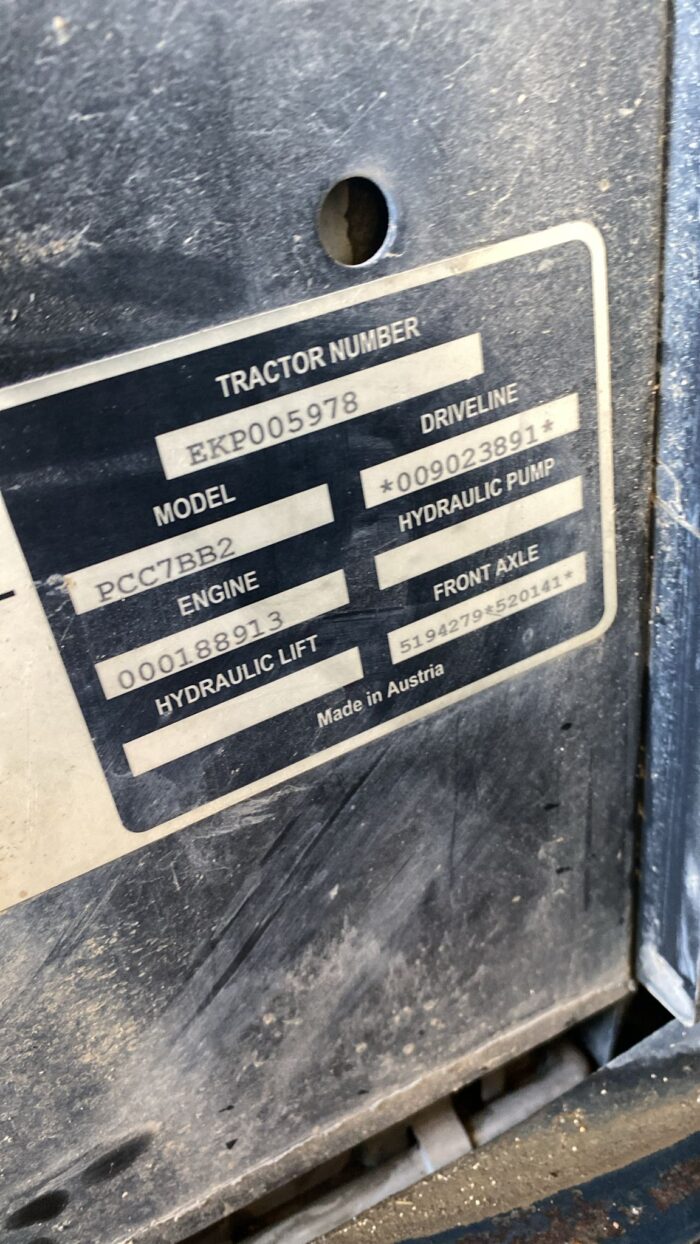 TRACTOR NUMBER
EKP005978
MODEL
PCC7BB2
ENGINE
000188913
HYDRAULIC LIFT
DRIVELINE
*009023891*
HYDRAULIC PUMP
FRONT AXLE
5194279*520141*
Made in Austria